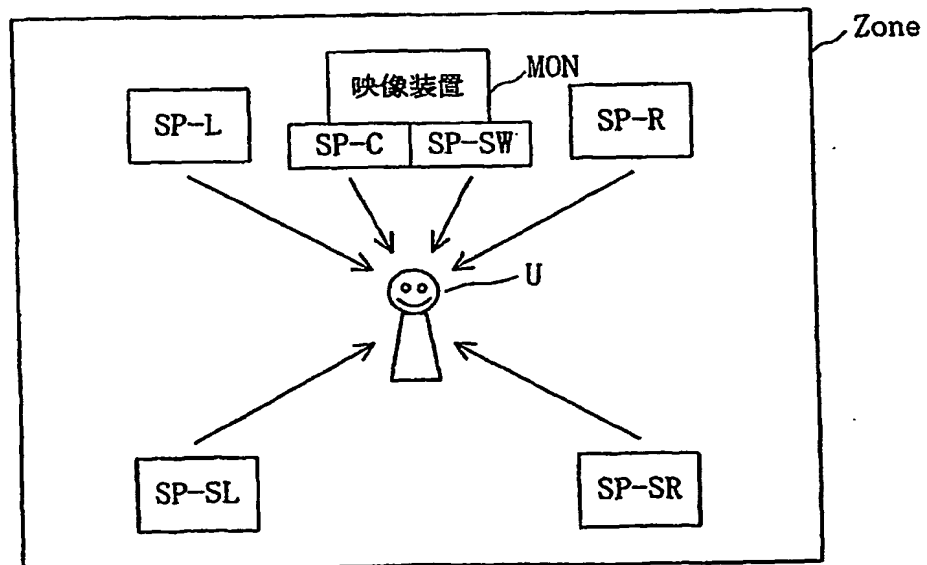 Zone
映像装置
MON
SP-L
SP-C
SP-SW
SP-R
U
SP-SL
SP-SR